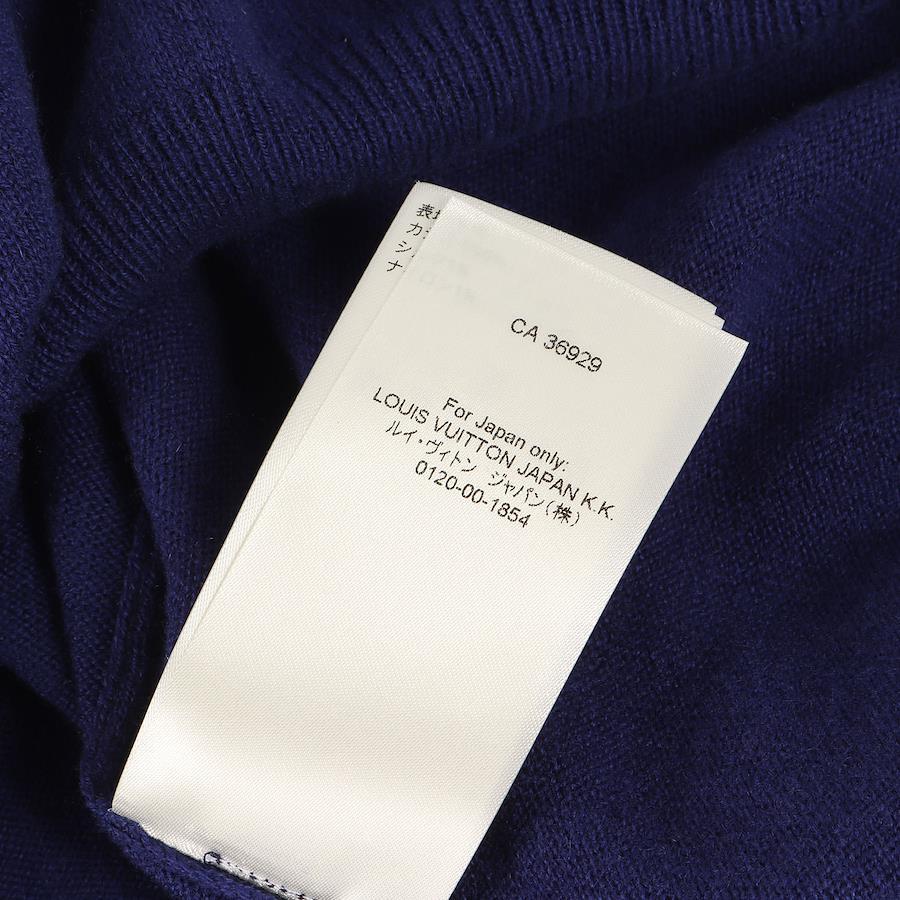 CA 36929
For Japan only:
LOUIS VUITTON JAPAN K.K.
ルイ・ヴィトン ジャパン(株)
0120-00-1854